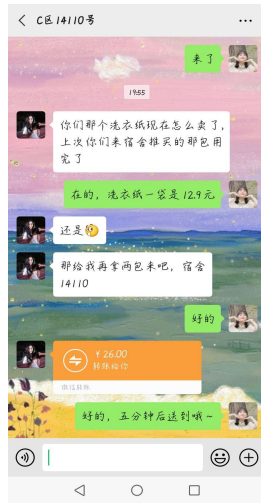 C区14110号
来了
19:55
你们那个洗衣纸现在怎么卖了,
上次你们来宿舍推买的那包用
完了
在的，洗衣纸一袋是12.9元
还是
那给我再拿两包来吧，宿舍
14110
好的
¥26.00
转账给你
微信转账
好的，五分钟后送到哦~